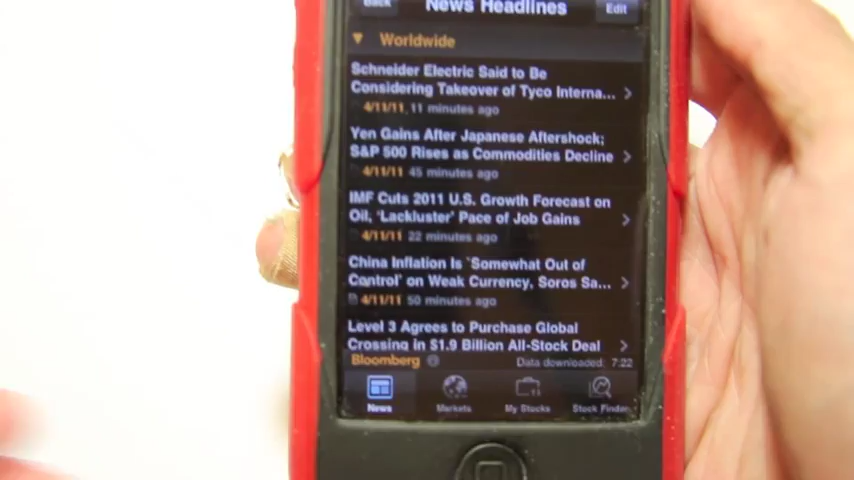 Back
News Headlines
Edit
Worldwide
Schneider Electric Said to Be
Considering Takeover of Tyco Interna...
4/11/11, 11 minutes ago
Yen Gains After Japanese Aftershock;
S&P 500 Rises as Commodities Decline
4/11/11 45 minutes ago
IMF Cuts 2011 U.S. Growth Forecast on
Oil, 'Lackluster' Pace of Job Gains
4/11/11 22 minutes ago
China Inflation Is `Somewhat Out of
Control' on Weak Currency, Soros Sa...
4/11/11 50 minutes ago
Level 3 Agrees to Purchase Global
Crossing in $1.9 Billion All-Stock Deal
Bloomberg
Data downloaded: 7:22
News
Markets
My Stocks
Stock Finder